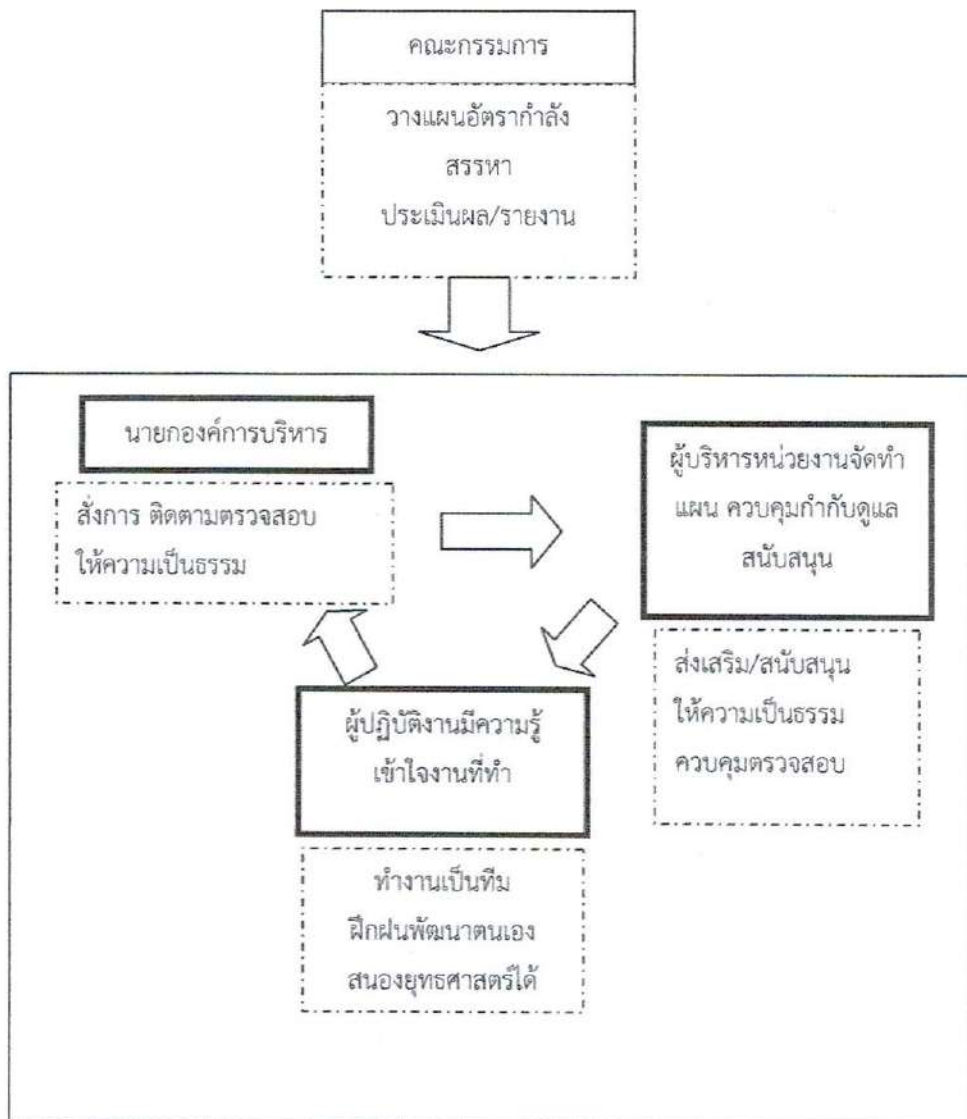 คณะกรรมการ
วางแผนอัตรากำลัง
สรรหา
ประเมินผล/รายงาน
นายกองค์การบริหาร
สั่งการ ติดตามตรวจสอบ
ให้ความเป็นธรรม
ผู้บริหารหน่วยงานจัดทำ
แผน ควบคุมกำกับดูแล
สนับสนุน
ส่งเสริม/สนับสนุน
ให้ความเป็นธรรม
ควบคุมตรวจสอบ
ผู้ปฏิบัติงานมีความรู้
เข้าใจงานที่ทำ
ทำงานเป็นทีม
ฝึกฝนพัฒนาตนเอง
สนองยุทธศาสตร์ได้